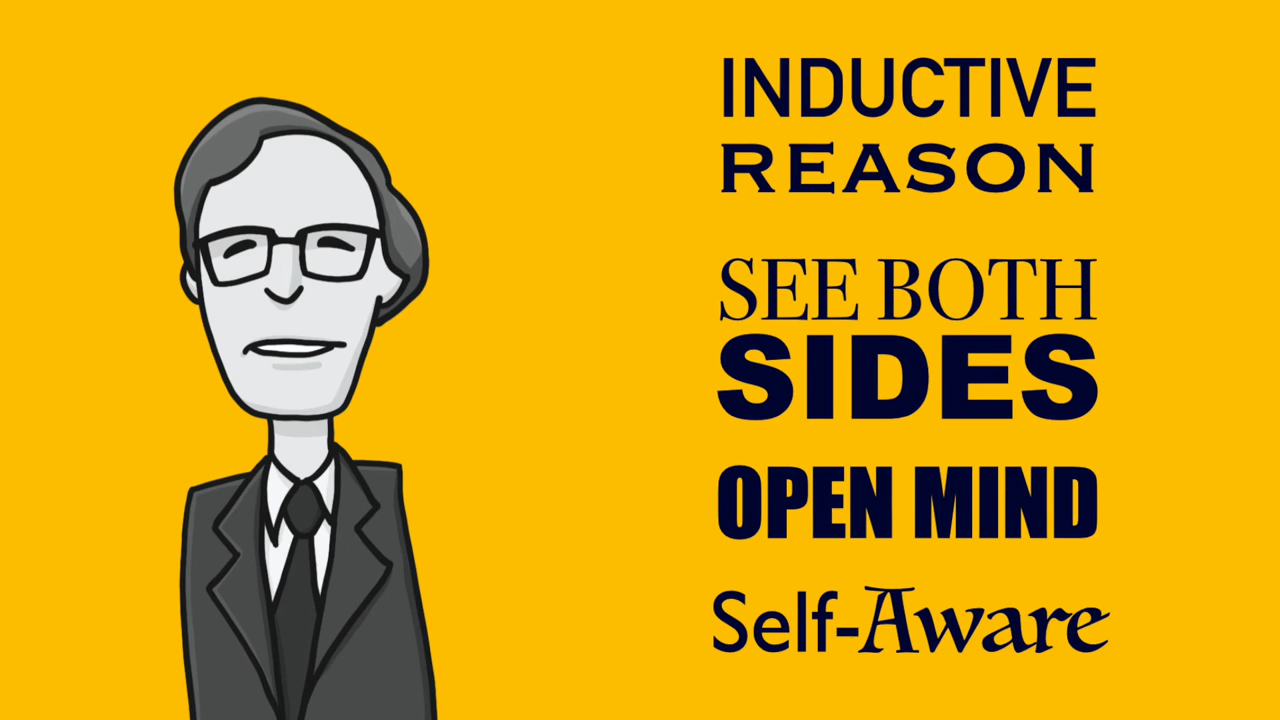 INDUCTIVE
REASON
SEE BOTH
SIDES
OPEN MIND
Self-Aware